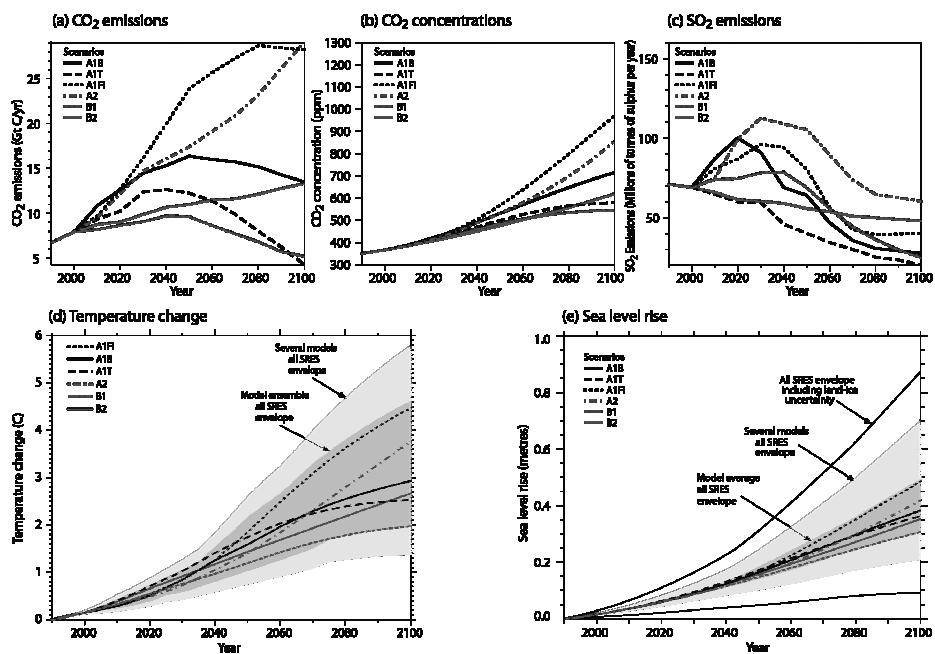 (a) CO2 emissions
Scenarios
A1B
A1T
A1FI
A2
B1
B2
CO2 emissions (Gt C/yr)
25
20
15
10
5
2000 2020 2040 2060 2080 2100
Year
(b) CO2 concentrations
Scenarios
A1B
A1T
A1FI
A2
B1
B2
CO2 concentration (ppm)
1300
1200
1100
1000
900
800
700
600
500
400
300
2000 2020 2040 2060 2080 2100
Year
(c) SO2 emissions
Scenarios
A1B
A1T
A1FI
A2
B1
B2
SO2 Emissions (Millions of tonnes of sulphur per year)
150
100
50
2000 2020 2040 2060 2080 2100
Year
(d) Temperature change
A1FI
A1B
A1T
A2
B1
B2
Several models
all SRES
envelope
Model ensemble
all SRES
envelope
Temperature change (C)
6
5
4
3
2
1
0
2000 2020 2040 2060 2080 2100
Year
(e) Sea level rise
Scenarios
A1B
A1T
A1FI
A2
B1
B2
All SRES envelope
including land-ice
uncertainty
Several models
all SRES
envelope
Model average
all SRES
envelope
Sea level rise (metres)
1.0
0.8
0.6
0.4
0.2
0.0
2000 2020 2040 2060 2080 2100
Year